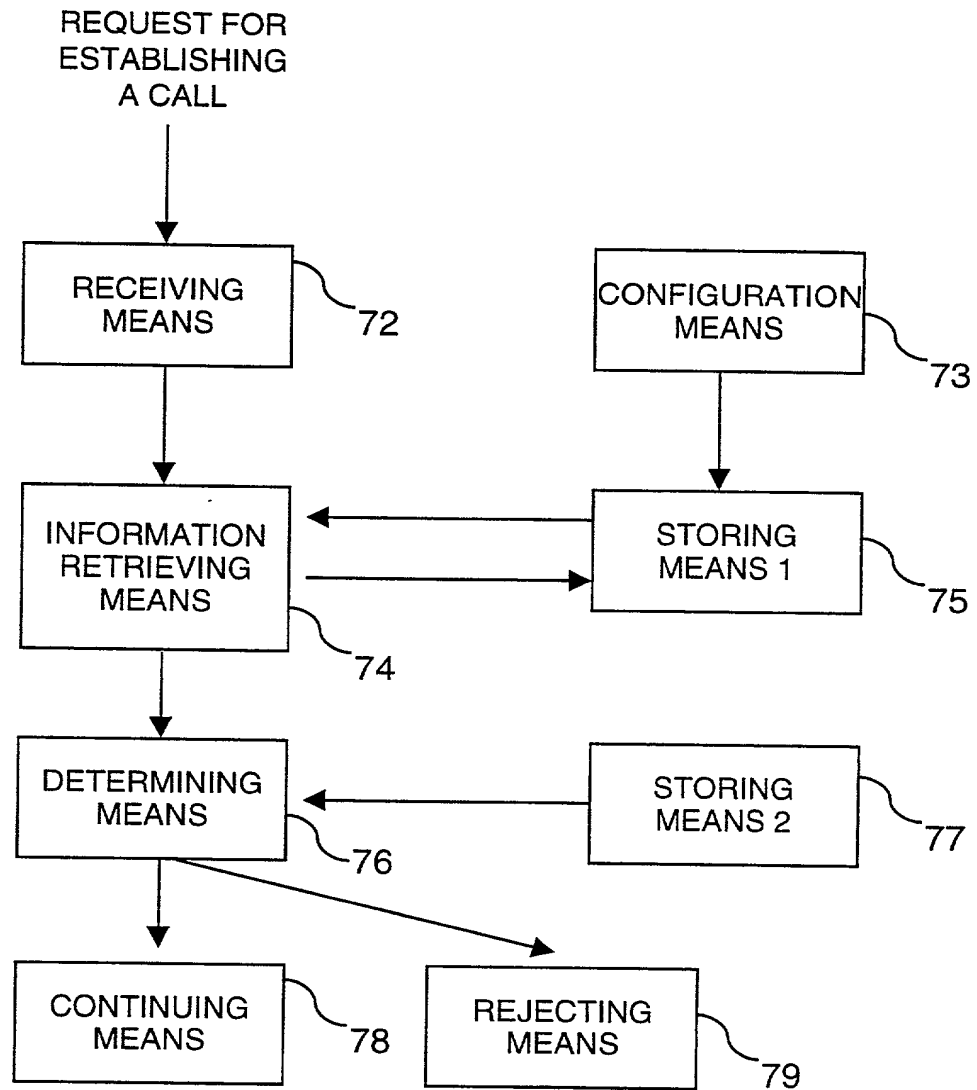 REQUEST FOR
ESTABLISHING
A CALL
RECEIVING
MEANS
72
CONFIGURATION
MEANS
73
INFORMATION
RETRIEVING
MEANS
74
STORING
MEANS 1
75
DETERMINING
MEANS
76
STORING
MEANS 2
77
CONTINUING
MEANS
78
REJECTING
MEANS
79